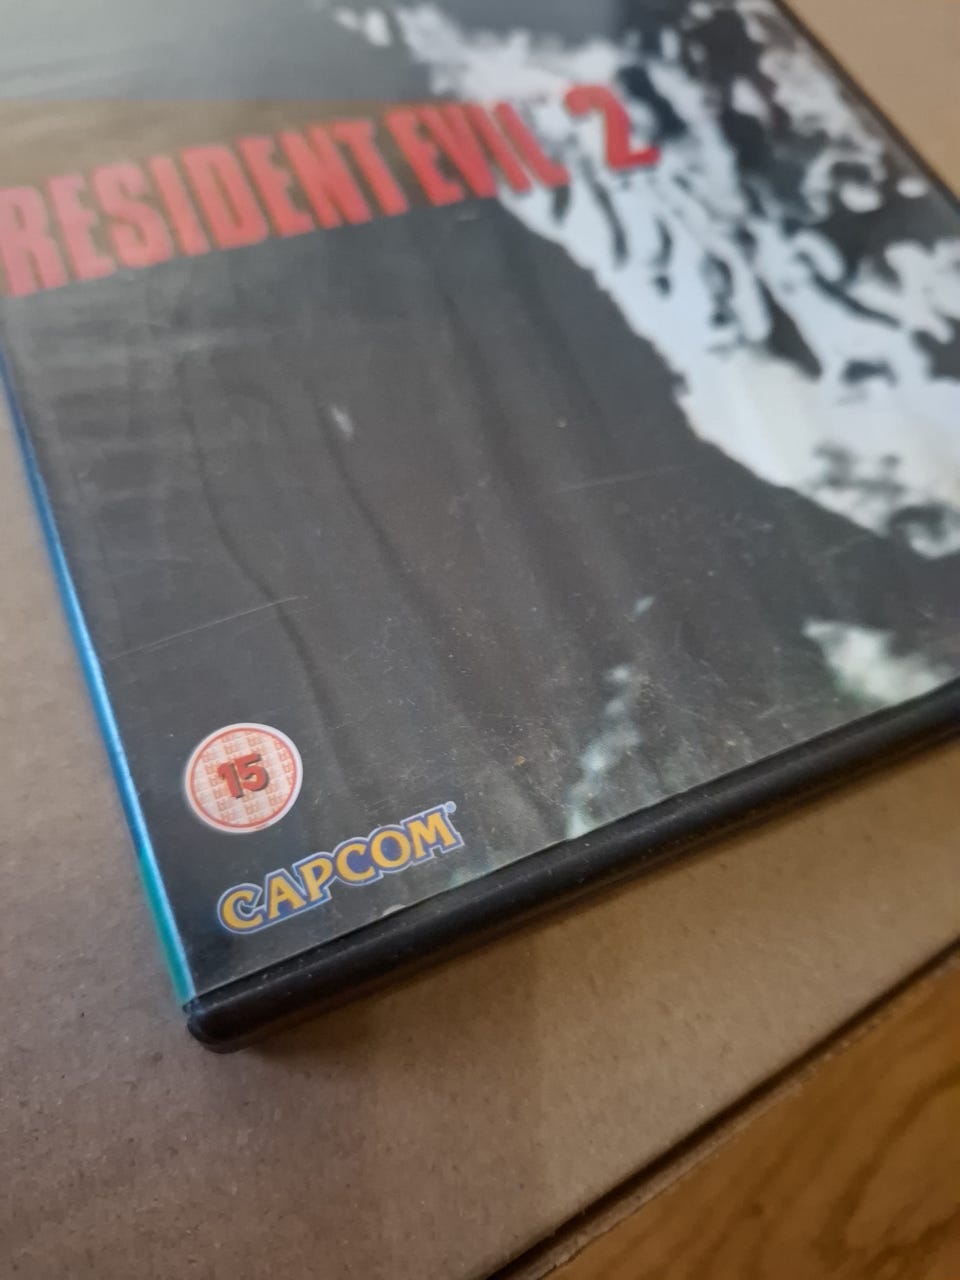 RESIDENT EVIL 2
15
CAPCOM®